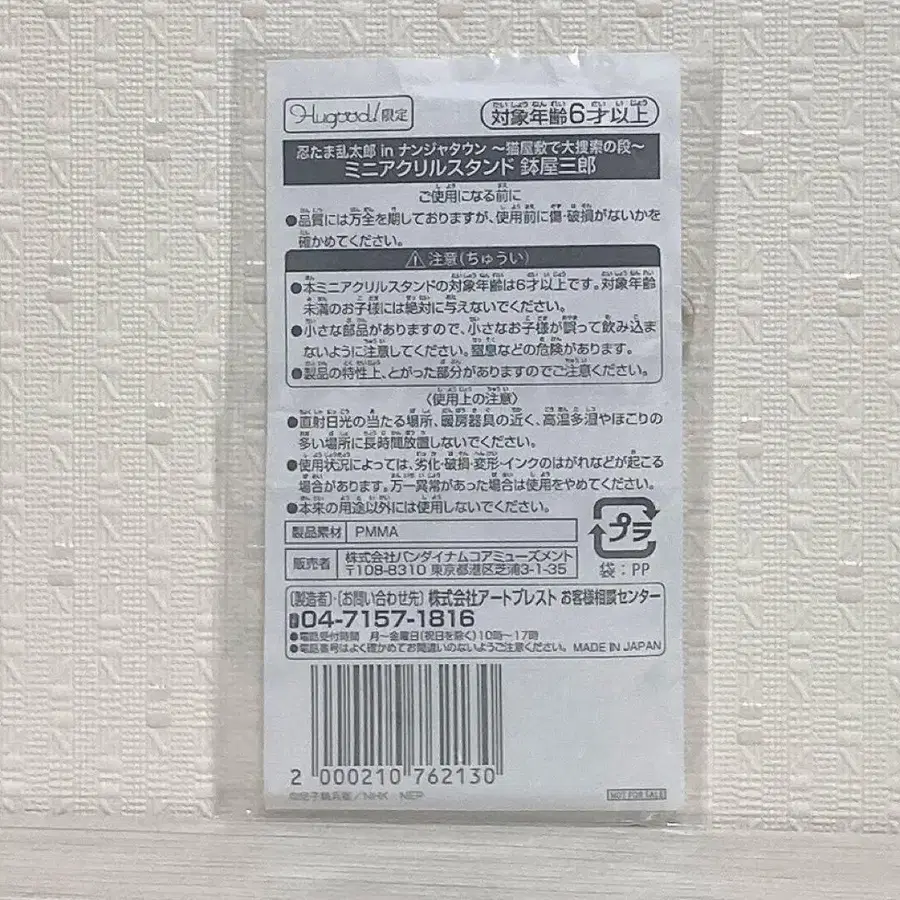 Hugood!限定
対象年齢6才以上
忍たま乱太郎 in ナンジャタウン ～猫屋敷で大捜索の段～
ミニアクリルスタンド 鉢屋三郎
ご使用になる前に
●品質には万全を期しておりますが、使用前に傷・破損がないかを
確かめてください。
⚠注意(ちゅうい)
●本ミニアクリルスタンドの対象年齢は6才以上です。対象年齢
未満のお子様には絶対に与えないでください。
●小さな部品がありますので、小さなお子様が誤って飲み込ま
ないように注意してください。窒息などの危険があります。
●製品の特性上、とがった部分がありますのでご注意ください。
〈使用上の注意〉
●直射日光の当たる場所、暖房器具の近く、高温多湿やほこりの
多い場所に長時間放置しないでください。
●使用状況によっては、劣化・破損・変形・インクのはがれなどが起こる
場合があります。万一異常があった場合は使用をやめてください。
●本来の用途以外には使用しないでください。
製品素材 PMMA
プラ
袋：PP
販売者 株式会社バンダイナムコアミューズメント
〒108-8310 東京都港区芝浦3-1-35
〔製造者〕・〔お問い合わせ先〕株式会社アートプレスト お客様相談センター
04-7157-1816
●電話受付時間 月～金曜日(祝日を除く)10時～17時
●電話番号はよく確かめてお間違いのないようご注意ください。 MADE IN JAPAN
2 000210 762130
/NHK NEP
NOT FOR SALE